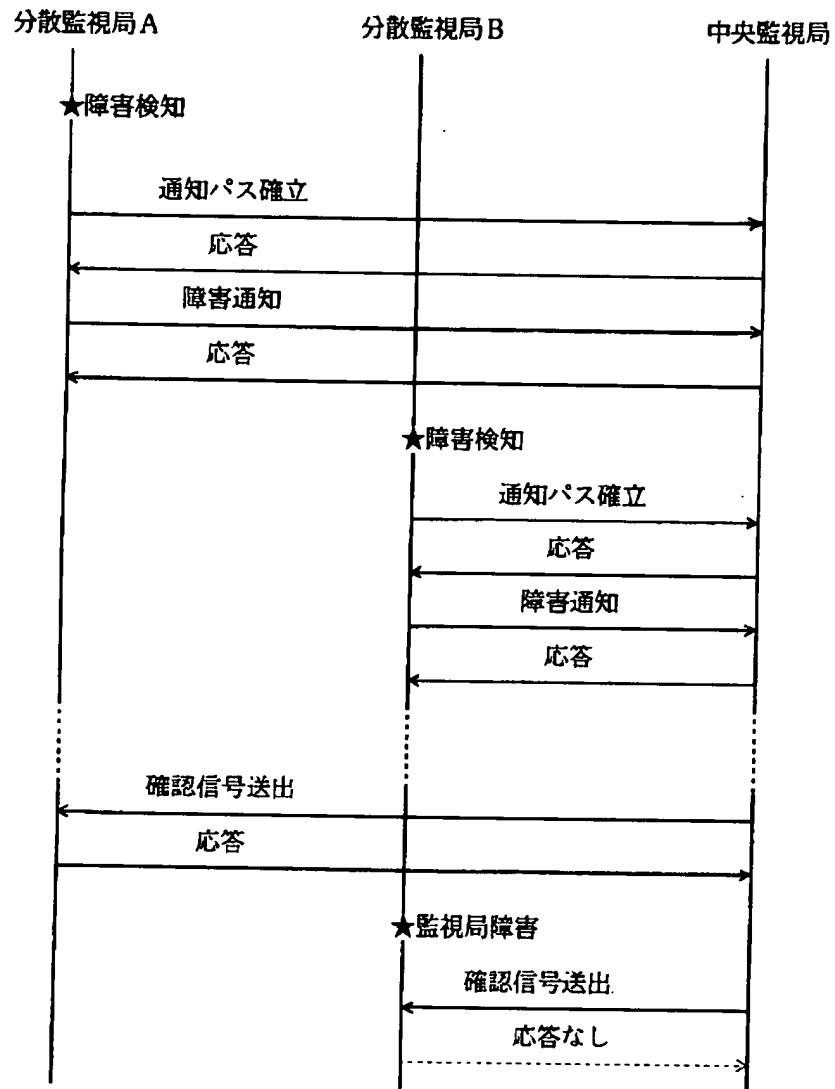 分散監視局A
分散監視局B
中央監視局
★障害検知
通知パス確立
応答
障害通知
応答
★障害検知
通知パス確立
応答
障害通知
応答
確認信号送出
応答
★監視局障害
確認信号送出
応答なし